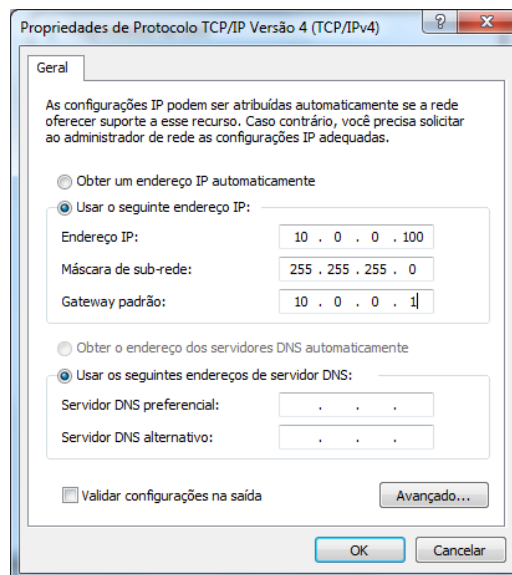 Propriedades de Protocolo TCP/IP Versão 4 (TCP/IPv4)
Geral
As configurações IP podem ser atribuídas automaticamente se a rede
oferecer suporte a esse recurso. Caso contrário, você precisa solicitar
ao administrador de rede as configurações IP adequadas.
Obter um endereço IP automaticamente
Usar o seguinte endereço IP:
Endereço IP: 10 . 0 . 0 . 100
Máscara de sub-rede: 255 . 255 . 255 . 0
Gateway padrão: 10 . 0 . 0 . 1
Obter o endereço dos servidores DNS automaticamente
Usar os seguintes endereços de servidor DNS:
Servidor DNS preferencial: . . .
Servidor DNS alternativo: . . .
Validar configurações na saída Avançado...
OK Cancelar